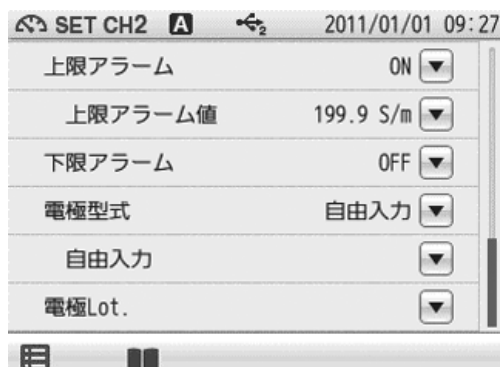 SET CH2 A 2 2011/01/01 09:27
上限アラーム ON
上限アラーム値 199.9 S/m
下限アラーム OFF
電極型式 自由入力
自由入力
電極Lot.